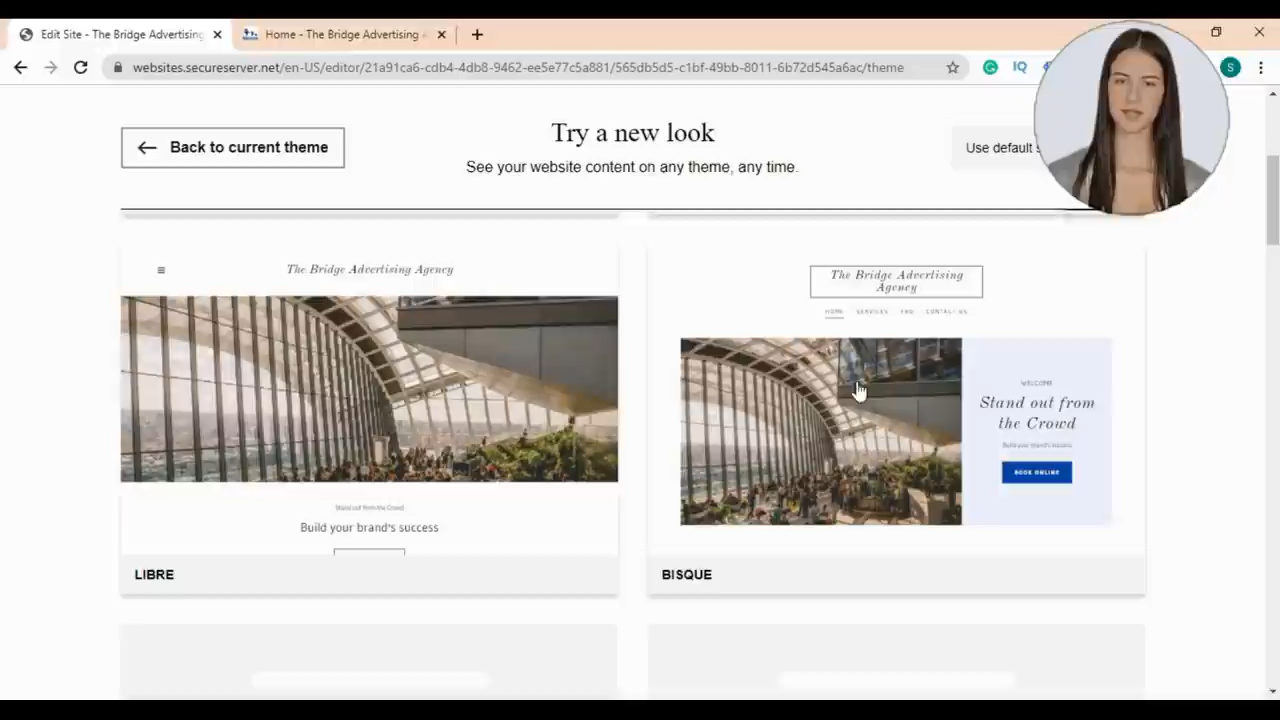 Edit Site - The Bridge Advertising
Home - The Bridge Advertising A
websites.secureserver.net/en-US/editor/21a91ca6-cdb4-4db8-9462-ee5e77c5a881/565db5d5-c1bf-49bb-8011-6b72d545a6ac/theme
IQ
S
Back to current theme
Try a new look
See your website content on any theme, any time.
Use default
The Bridge Advertising Agency
Stand out from the Crowd
Build your brand's success
LIBRE
The Bridge Advertising
Agency
HOME SERVICES FAQ CONTACT US
WELCOME
Stand out from
the Crowd
Build your brand's success
BOOK ONLINE
BISQUE